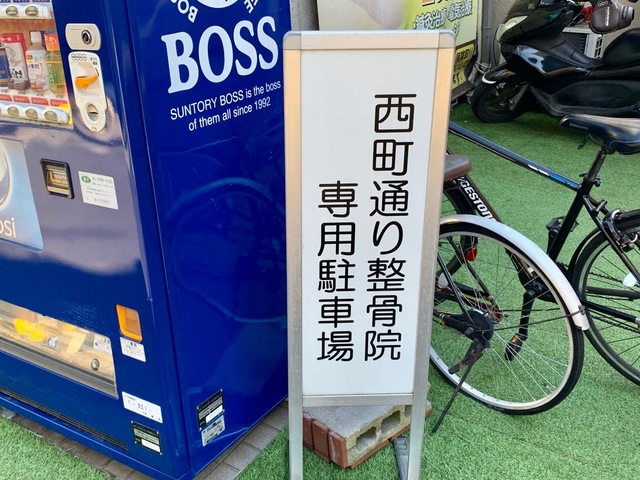 BOSS
SUNTORY BOSS is the boss
of them all since 1992
西町通り整骨院
専用駐車場
BRIDGESTONE